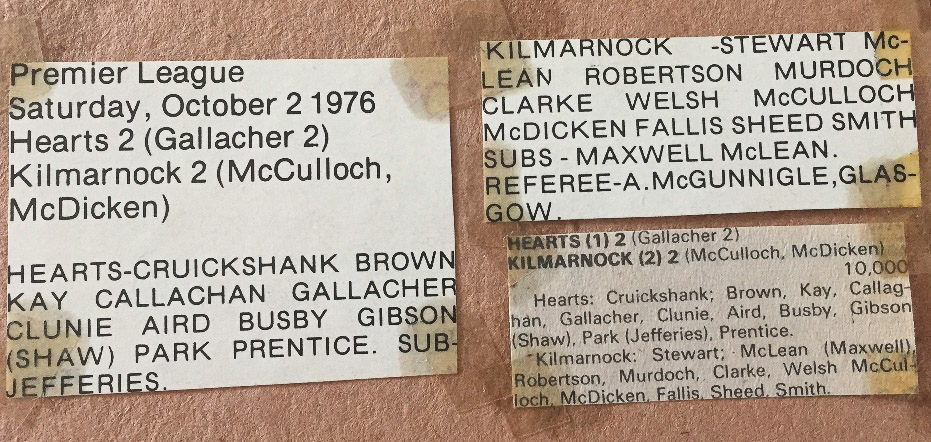 Premier League
Saturday, October 2 1976
Hearts 2 (Gallacher 2)
Kilmarnock 2 (McCulloch,
McDicken)
HEARTS-CRUICKSHANK BROWN
KAY CALLACHAN GALLACHER
CLUNIE AIRD BUSBY GIBSON
(SHAW) PARK PRENTICE. SUB-
JEFFERIES.
KILMARNOCK -STEWART Mc-
LEAN ROBERTSON MURDOCH
CLARKE WELSH McCULLOCH
McDICKEN FALLIS SHEED SMITH
SUBS - MAXWELL McLEAN.
REFEREE-A.McGUNNIGLE,GLAS-
GOW.
HEARTS (1) 2 (Gallacher 2)
KILMARNOCK (2) 2 (McCulloch, McDicken)
10,000
Hearts: Cruickshank; Brown, Kay, Callag-
han, Gallacher, Clunie, Aird, Busby, Gibson
(Shaw), Park (Jefferies), Prentice.
Kilmarnock: Stewart; McLean (Maxwell),
Robertson, Murdoch, Clarke, Welsh McCul-
loch, McDicken, Fallis, Sheed, Smith.